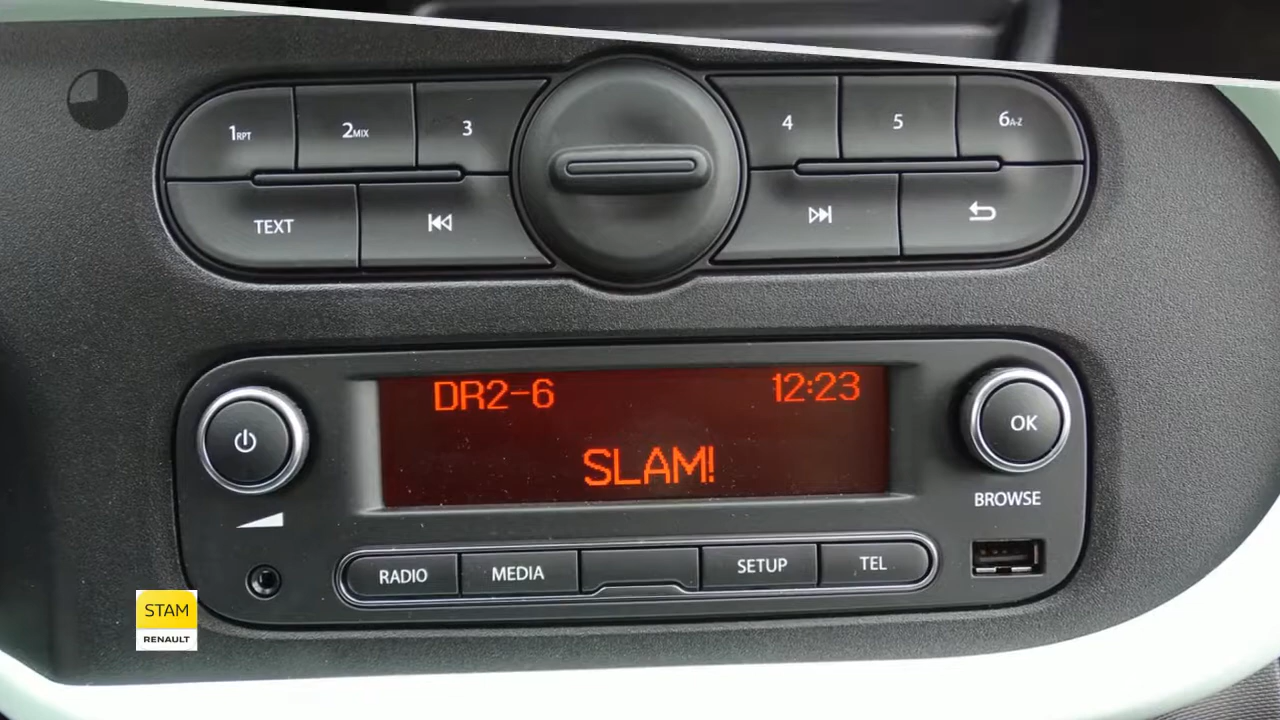 1RPT
2MIX
3
4
5
6A-Z
TEXT
DR2-6
12:23
SLAM!
OK
BROWSE
RADIO
MEDIA
SETUP
TEL
STAM
RENAULT